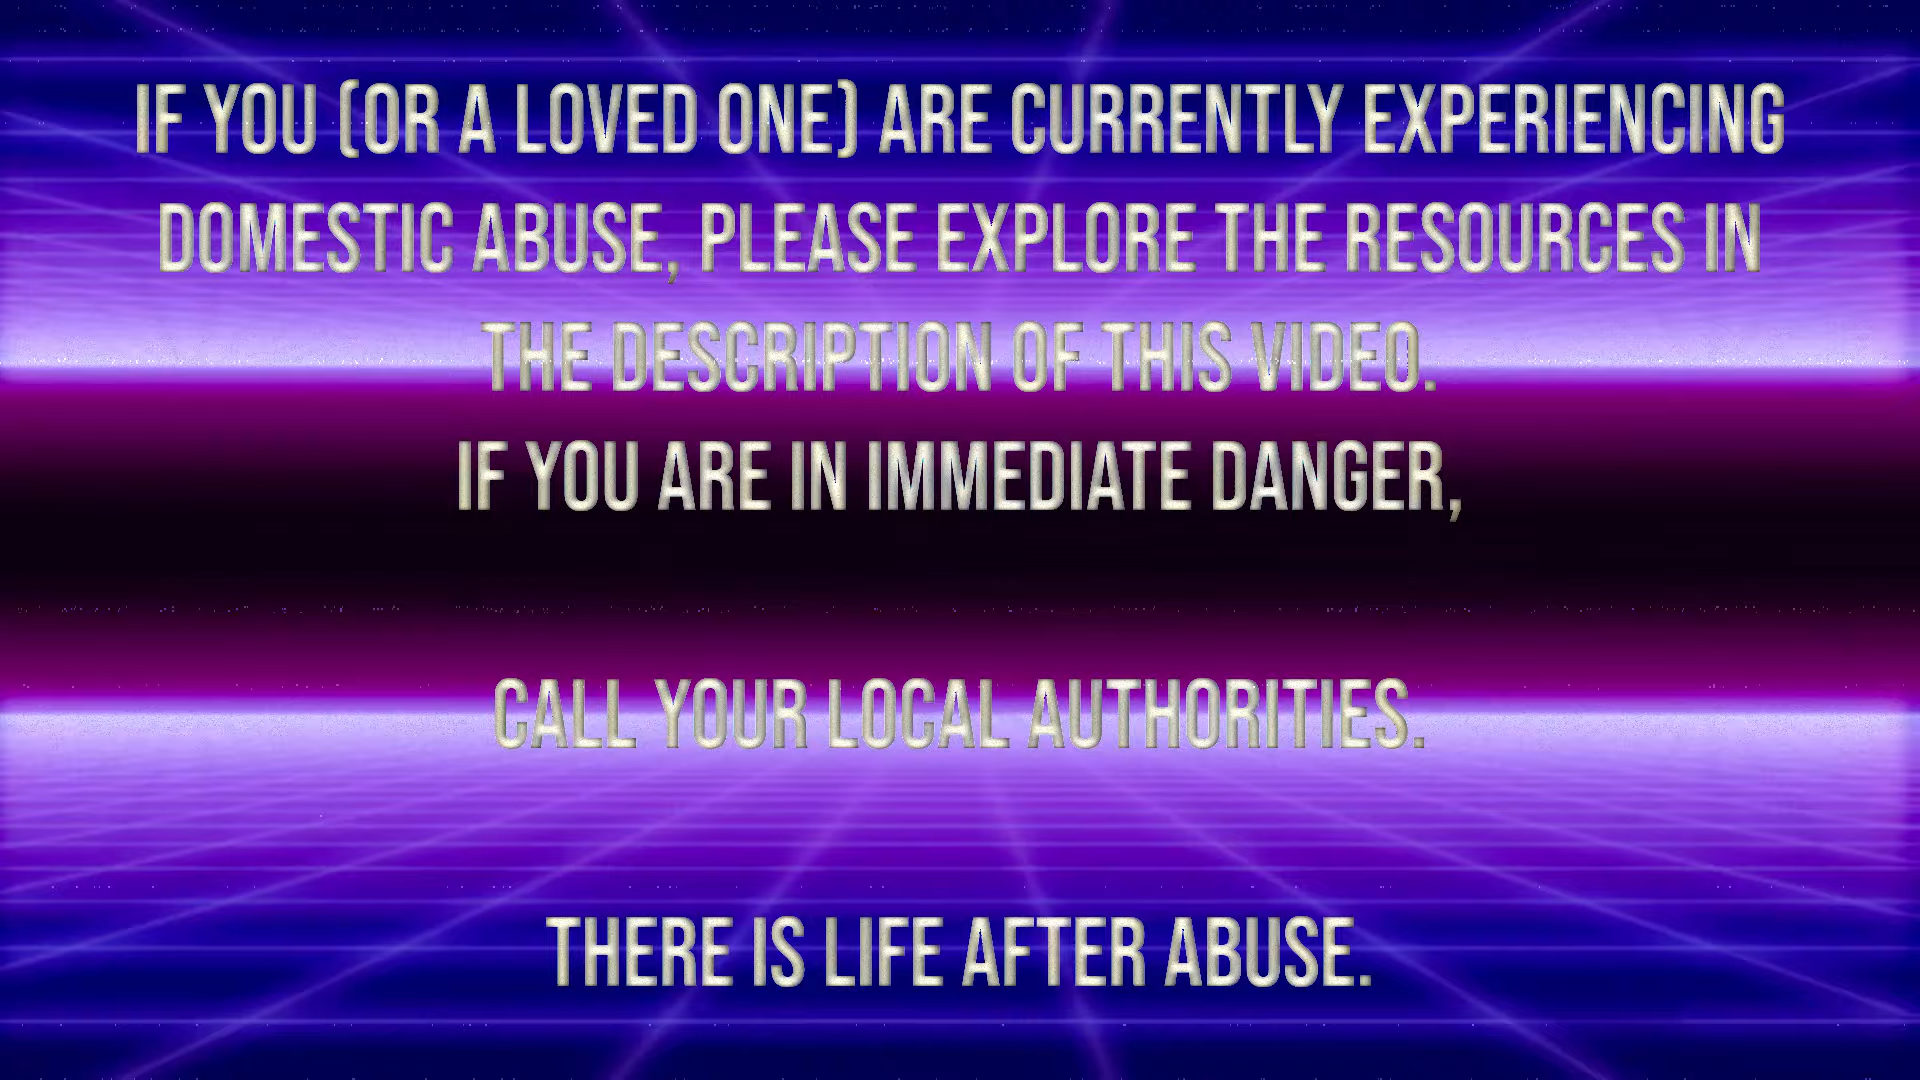 IF YOU (OR A LOVED ONE) ARE CURRENTLY EXPERIENCING
DOMESTIC ABUSE, PLEASE EXPLORE THE RESOURCES IN
THE DESCRIPTION OF THIS VIDEO.
IF YOU ARE IN IMMEDIATE DANGER,
CALL YOUR LOCAL AUTHORITIES.
THERE IS LIFE AFTER ABUSE.